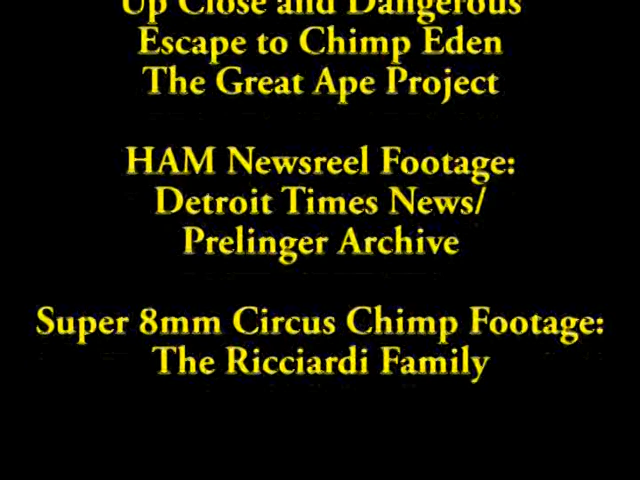 Up Close and Dangerous
Escape to Chimp Eden
The Great Ape Project
HAM Newsreel Footage:
Detroit Times News/
Prelinger Archive
Super 8mm Circus Chimp Footage:
The Ricciardi Family